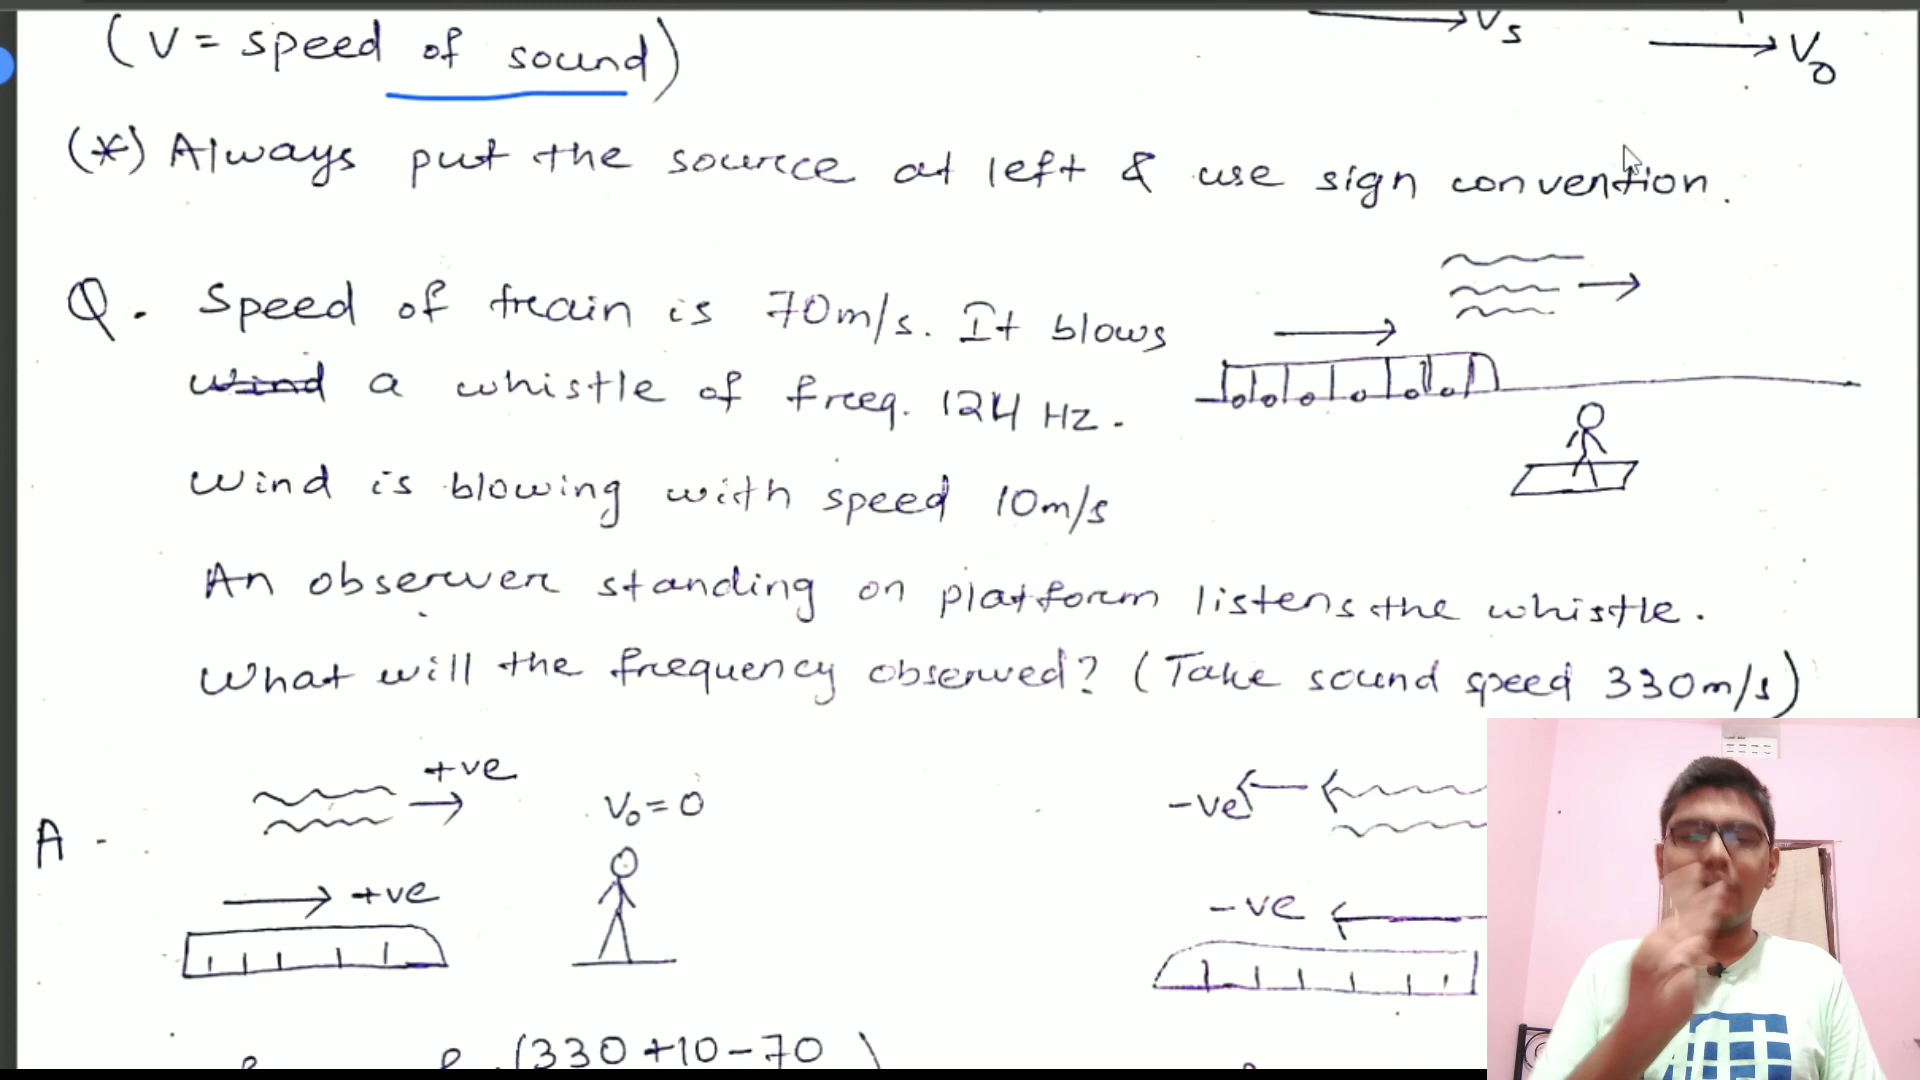 (V = speed of sound)
Vs
Vo
(*) Always put the source at left & use sign convention.
Q. Speed of train is 70m/s. It blows
wind a whistle of freq. 124 Hz.
Wind is blowing with speed 10m/s
An observer standing on platform listens the whistle.
What will the frequency observed? (Take sound speed 330m/s)
+ve
Vo = 0
-ve
A -
+ve
-ve
(330 +10 -70)